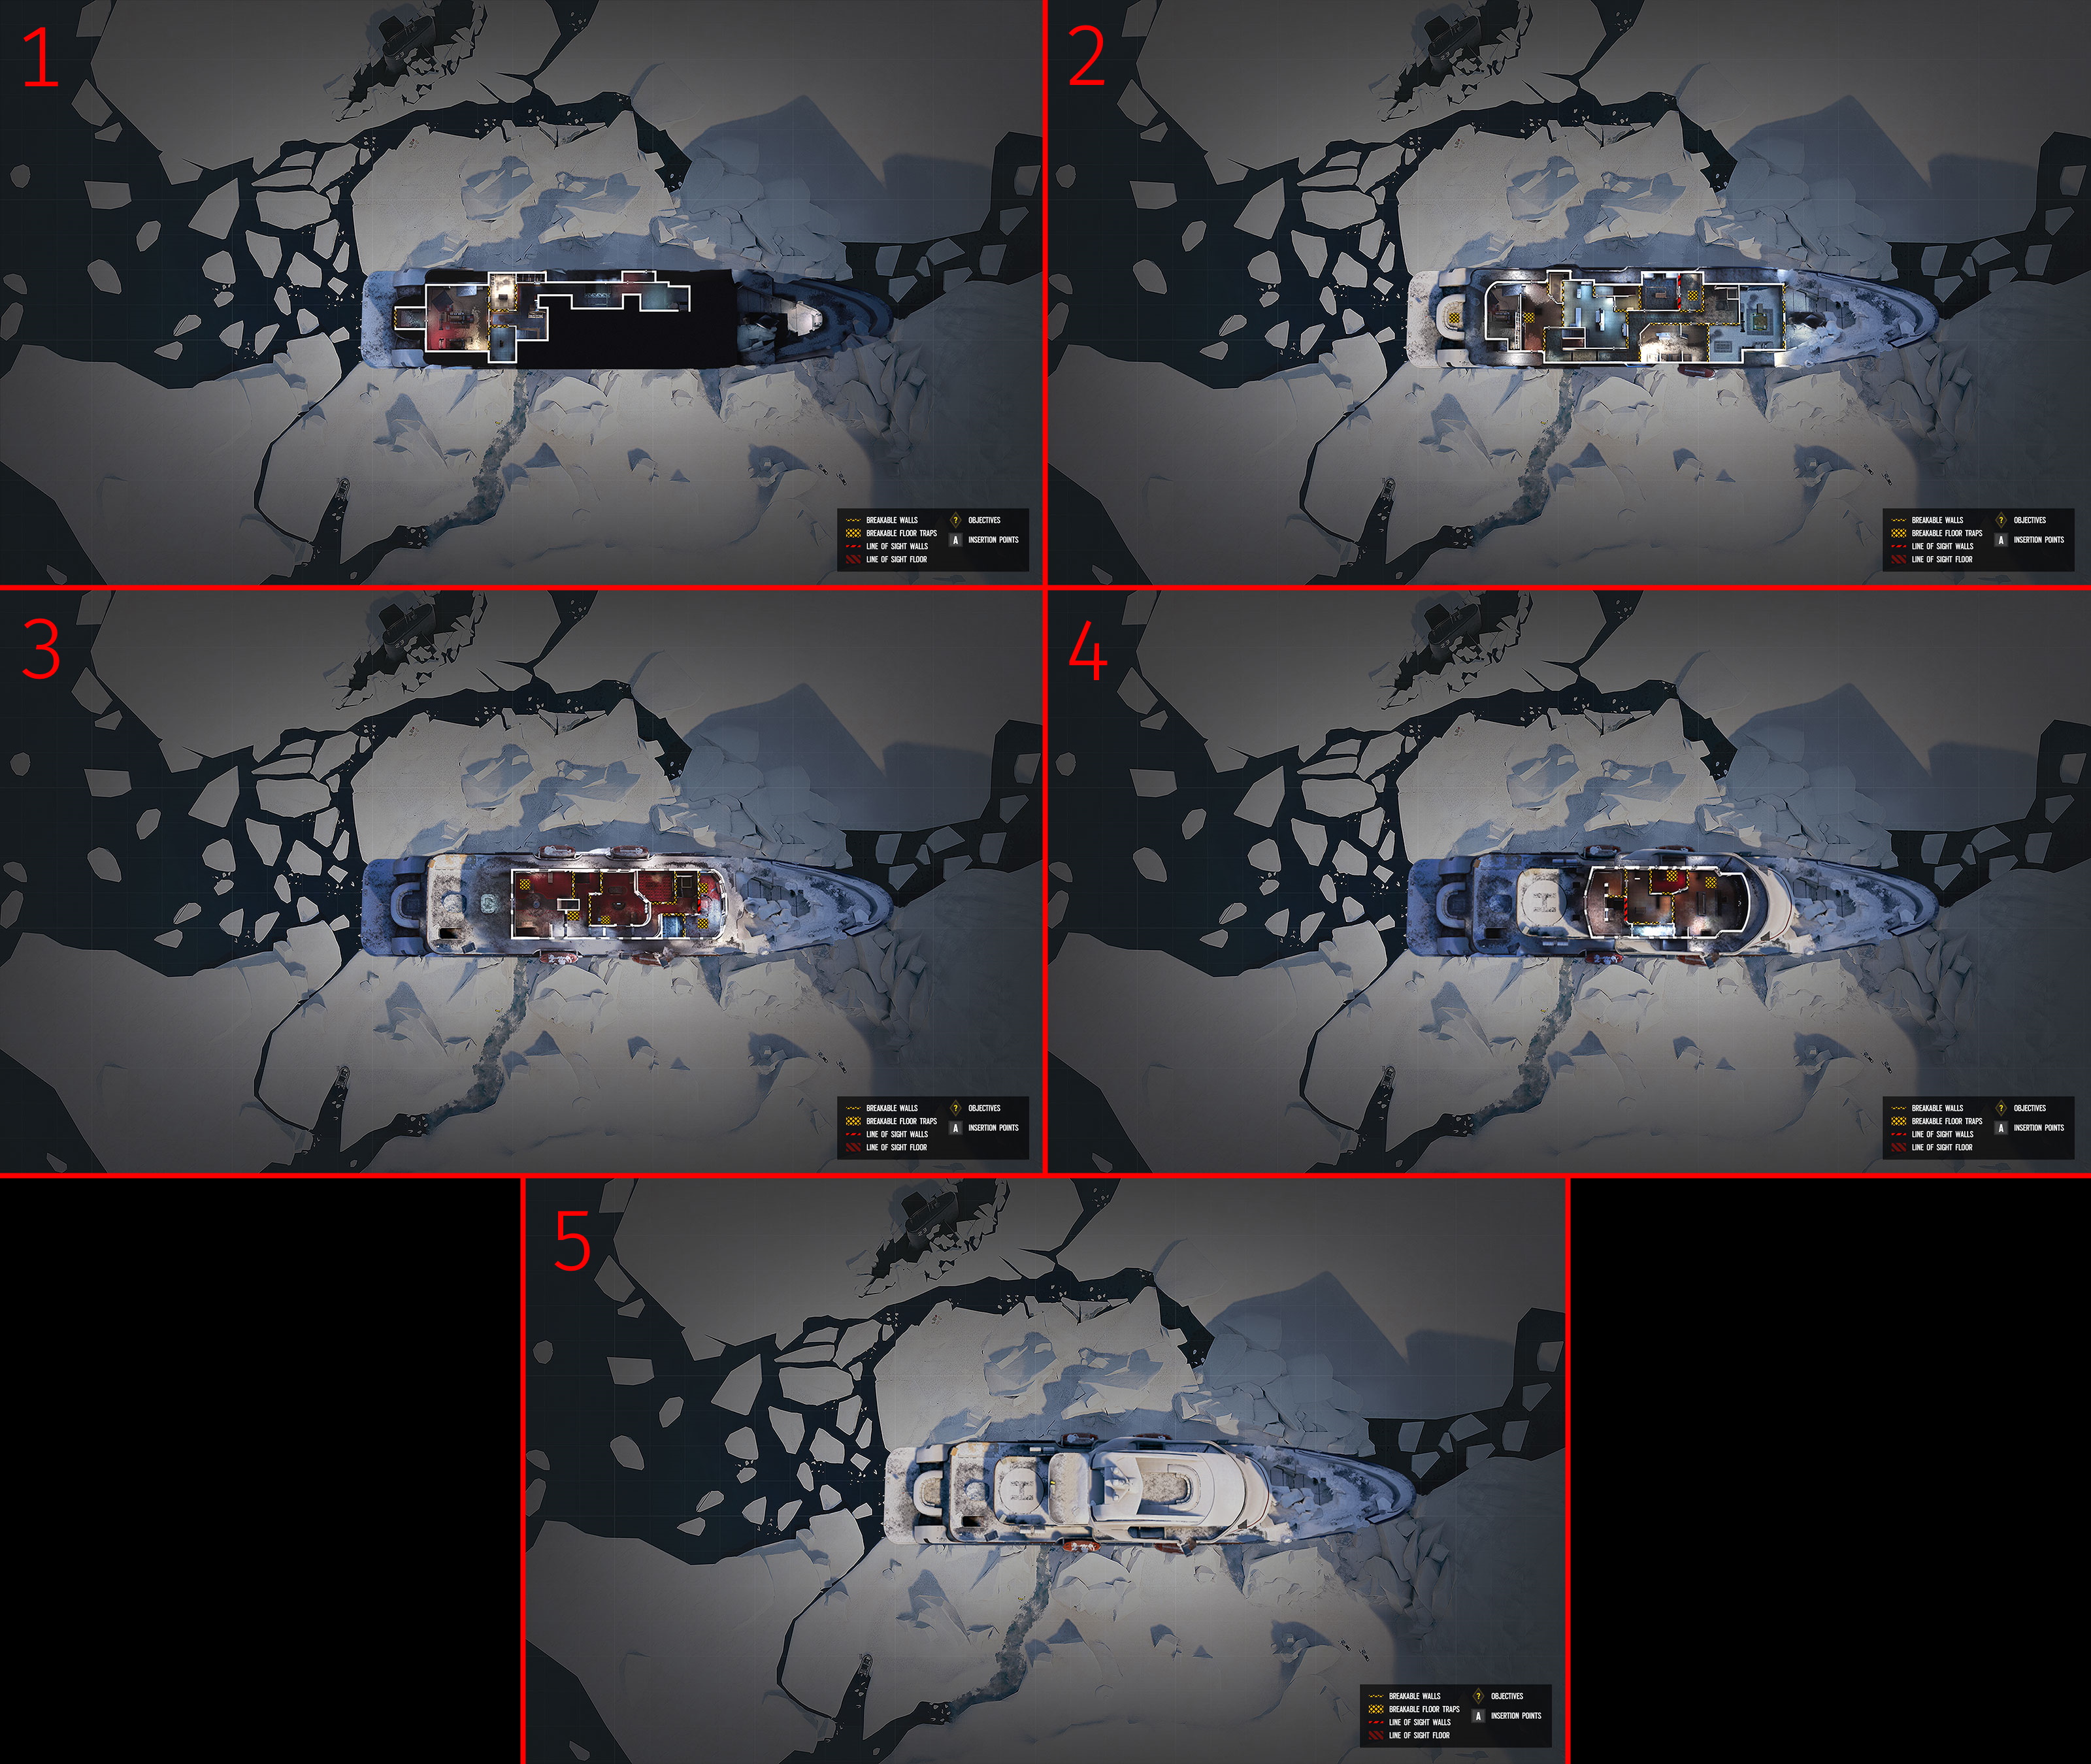 1
2
BREAKABLE WALLS
BREAKABLE FLOOR TRAPS
LINE OF SIGHT WALLS
LINE OF SIGHT FLOOR
? OBJECTIVES
A INSERTION POINTS
BREAKABLE WALLS
BREAKABLE FLOOR TRAPS
LINE OF SIGHT WALLS
LINE OF SIGHT FLOOR
? OBJECTIVES
A INSERTION POINTS
3
4
H
BREAKABLE WALLS
BREAKABLE FLOOR TRAPS
LINE OF SIGHT WALLS
LINE OF SIGHT FLOOR
? OBJECTIVES
A INSERTION POINTS
BREAKABLE WALLS
BREAKABLE FLOOR TRAPS
LINE OF SIGHT WALLS
LINE OF SIGHT FLOOR
? OBJECTIVES
A INSERTION POINTS
5
H
BREAKABLE WALLS
BREAKABLE FLOOR TRAPS
LINE OF SIGHT WALLS
LINE OF SIGHT FLOOR
? OBJECTIVES
A INSERTION POINTS